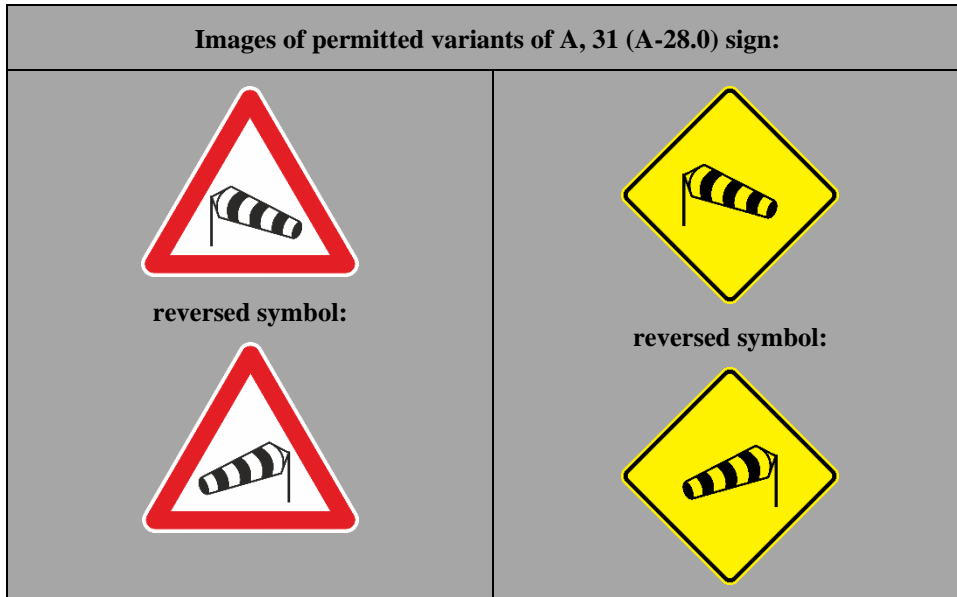 Images of permitted variants of A, 31 (A-28.0) sign:
reversed symbol:
reversed symbol: